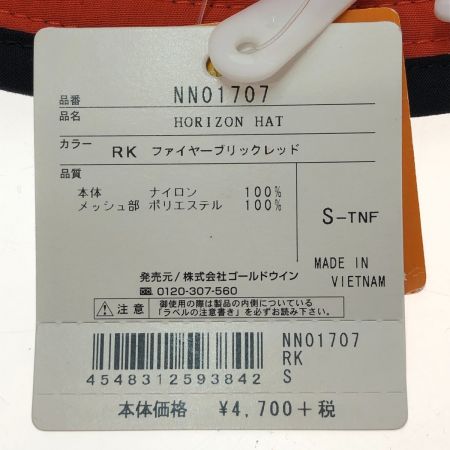 品番 NN01707
品名 HORIZON HAT
カラー RK ファイヤーブリックレッド
品質
本体 ナイロン 100%
メッシュ部 ポリエステル 100%
S-TNF
MADE IN
VIETNAM
発売元/株式会社ゴールドウイン
0120-307-560
注意 御使用の際は製品の内側についている
「ラベルの注意書き」を必ずお読み下さい。
NN01707
RK
S
4548312593842
本体価格 ¥4,700+税